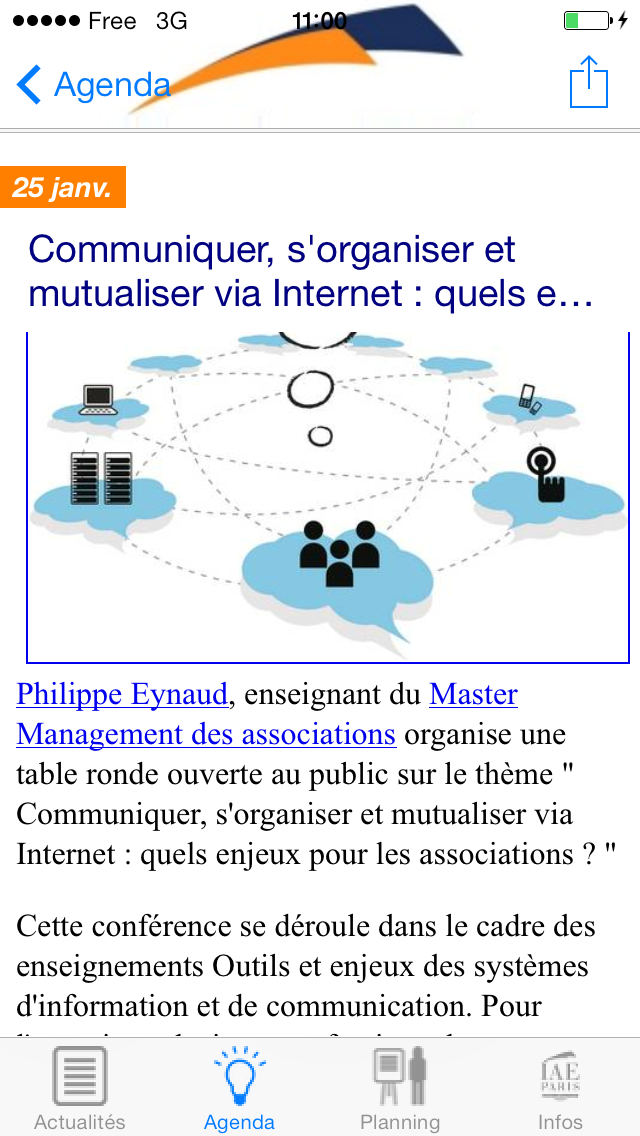 Free 3G 11:00
Agenda
25 janv.
Communiquer, s'organiser et
mutualiser via Internet : quels e...
Philippe Eynaud, enseignant du Master
Management des associations organise une
table ronde ouverte au public sur le thème "
Communiquer, s'organiser et mutualiser via
Internet : quels enjeux pour les associations ? "
Cette conférence se déroule dans le cadre des
enseignements Outils et enjeux des systèmes
d'information et de communication. Pour
Actualités Agenda Planning Infos
IAE
PARIS